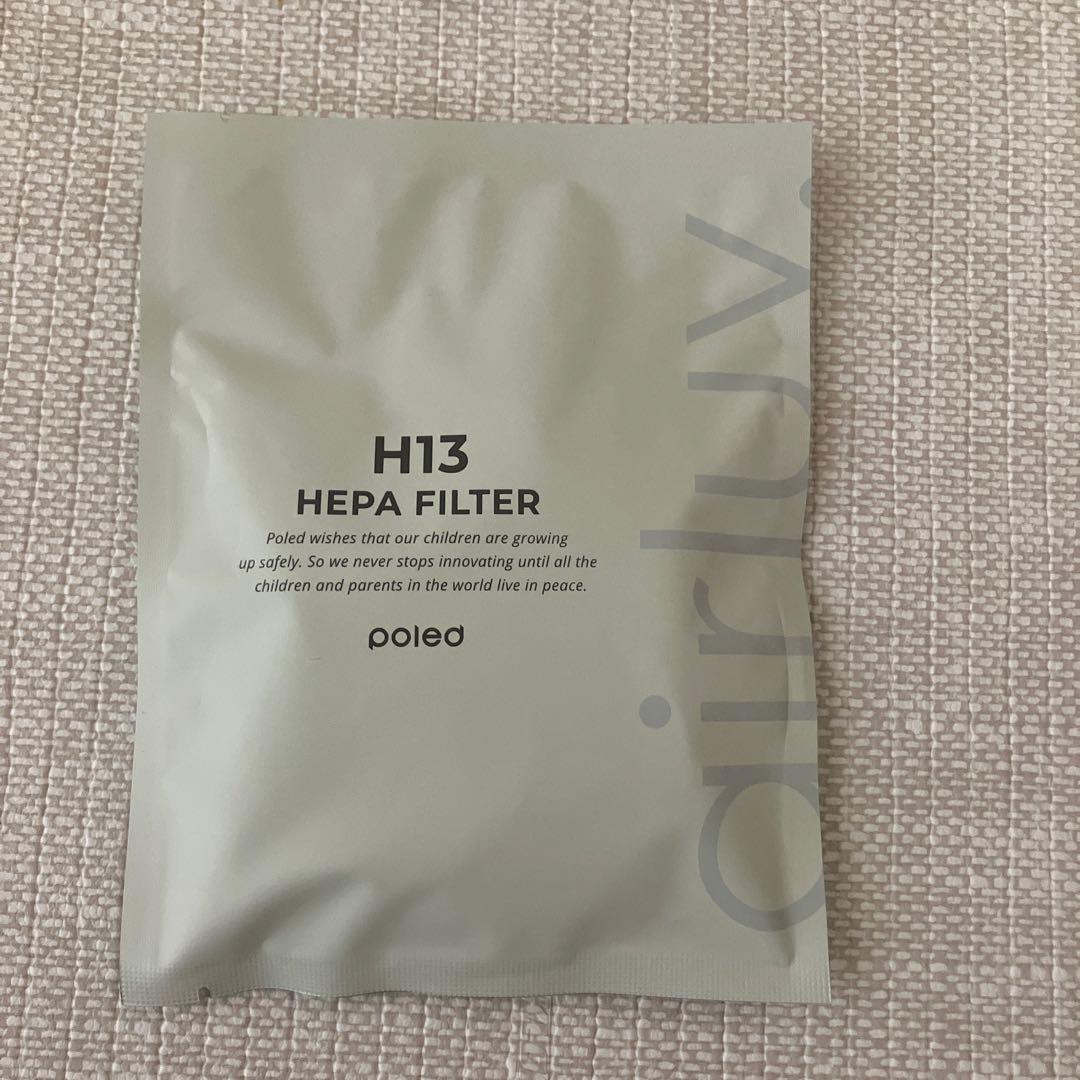 H13
HEPA FILTER
Poled wishes that our children are growing
up safely. So we never stops innovating until all the
children and parents in the world live in peace.
poled
airluv.